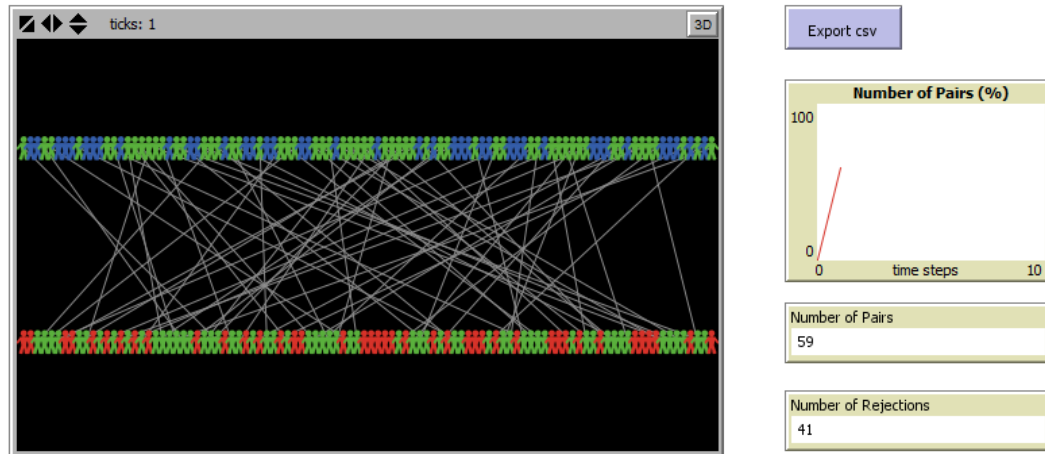 ticks: 1
3D
Export csv
Number of Pairs (%)
100
0
0
time steps
10
Number of Pairs
59
Number of Rejections
41